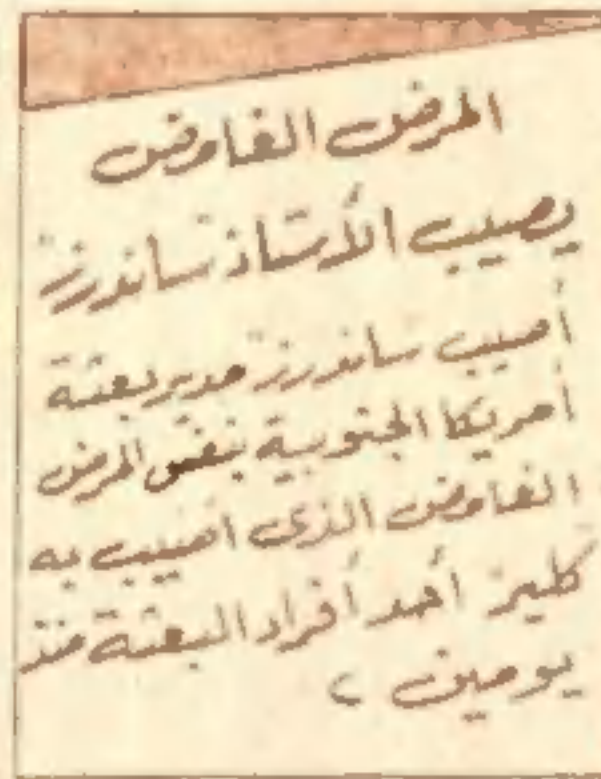 المرض الغامض
يصيب الأستاذ "ساندرز"
أصيب "ساندرز" مدير بعثة
أمريكا الجنوبية بنفس المرض
الغامض الذى أصيب به
"كلير" أحد أفراد البعثة منذ
يومين ؟